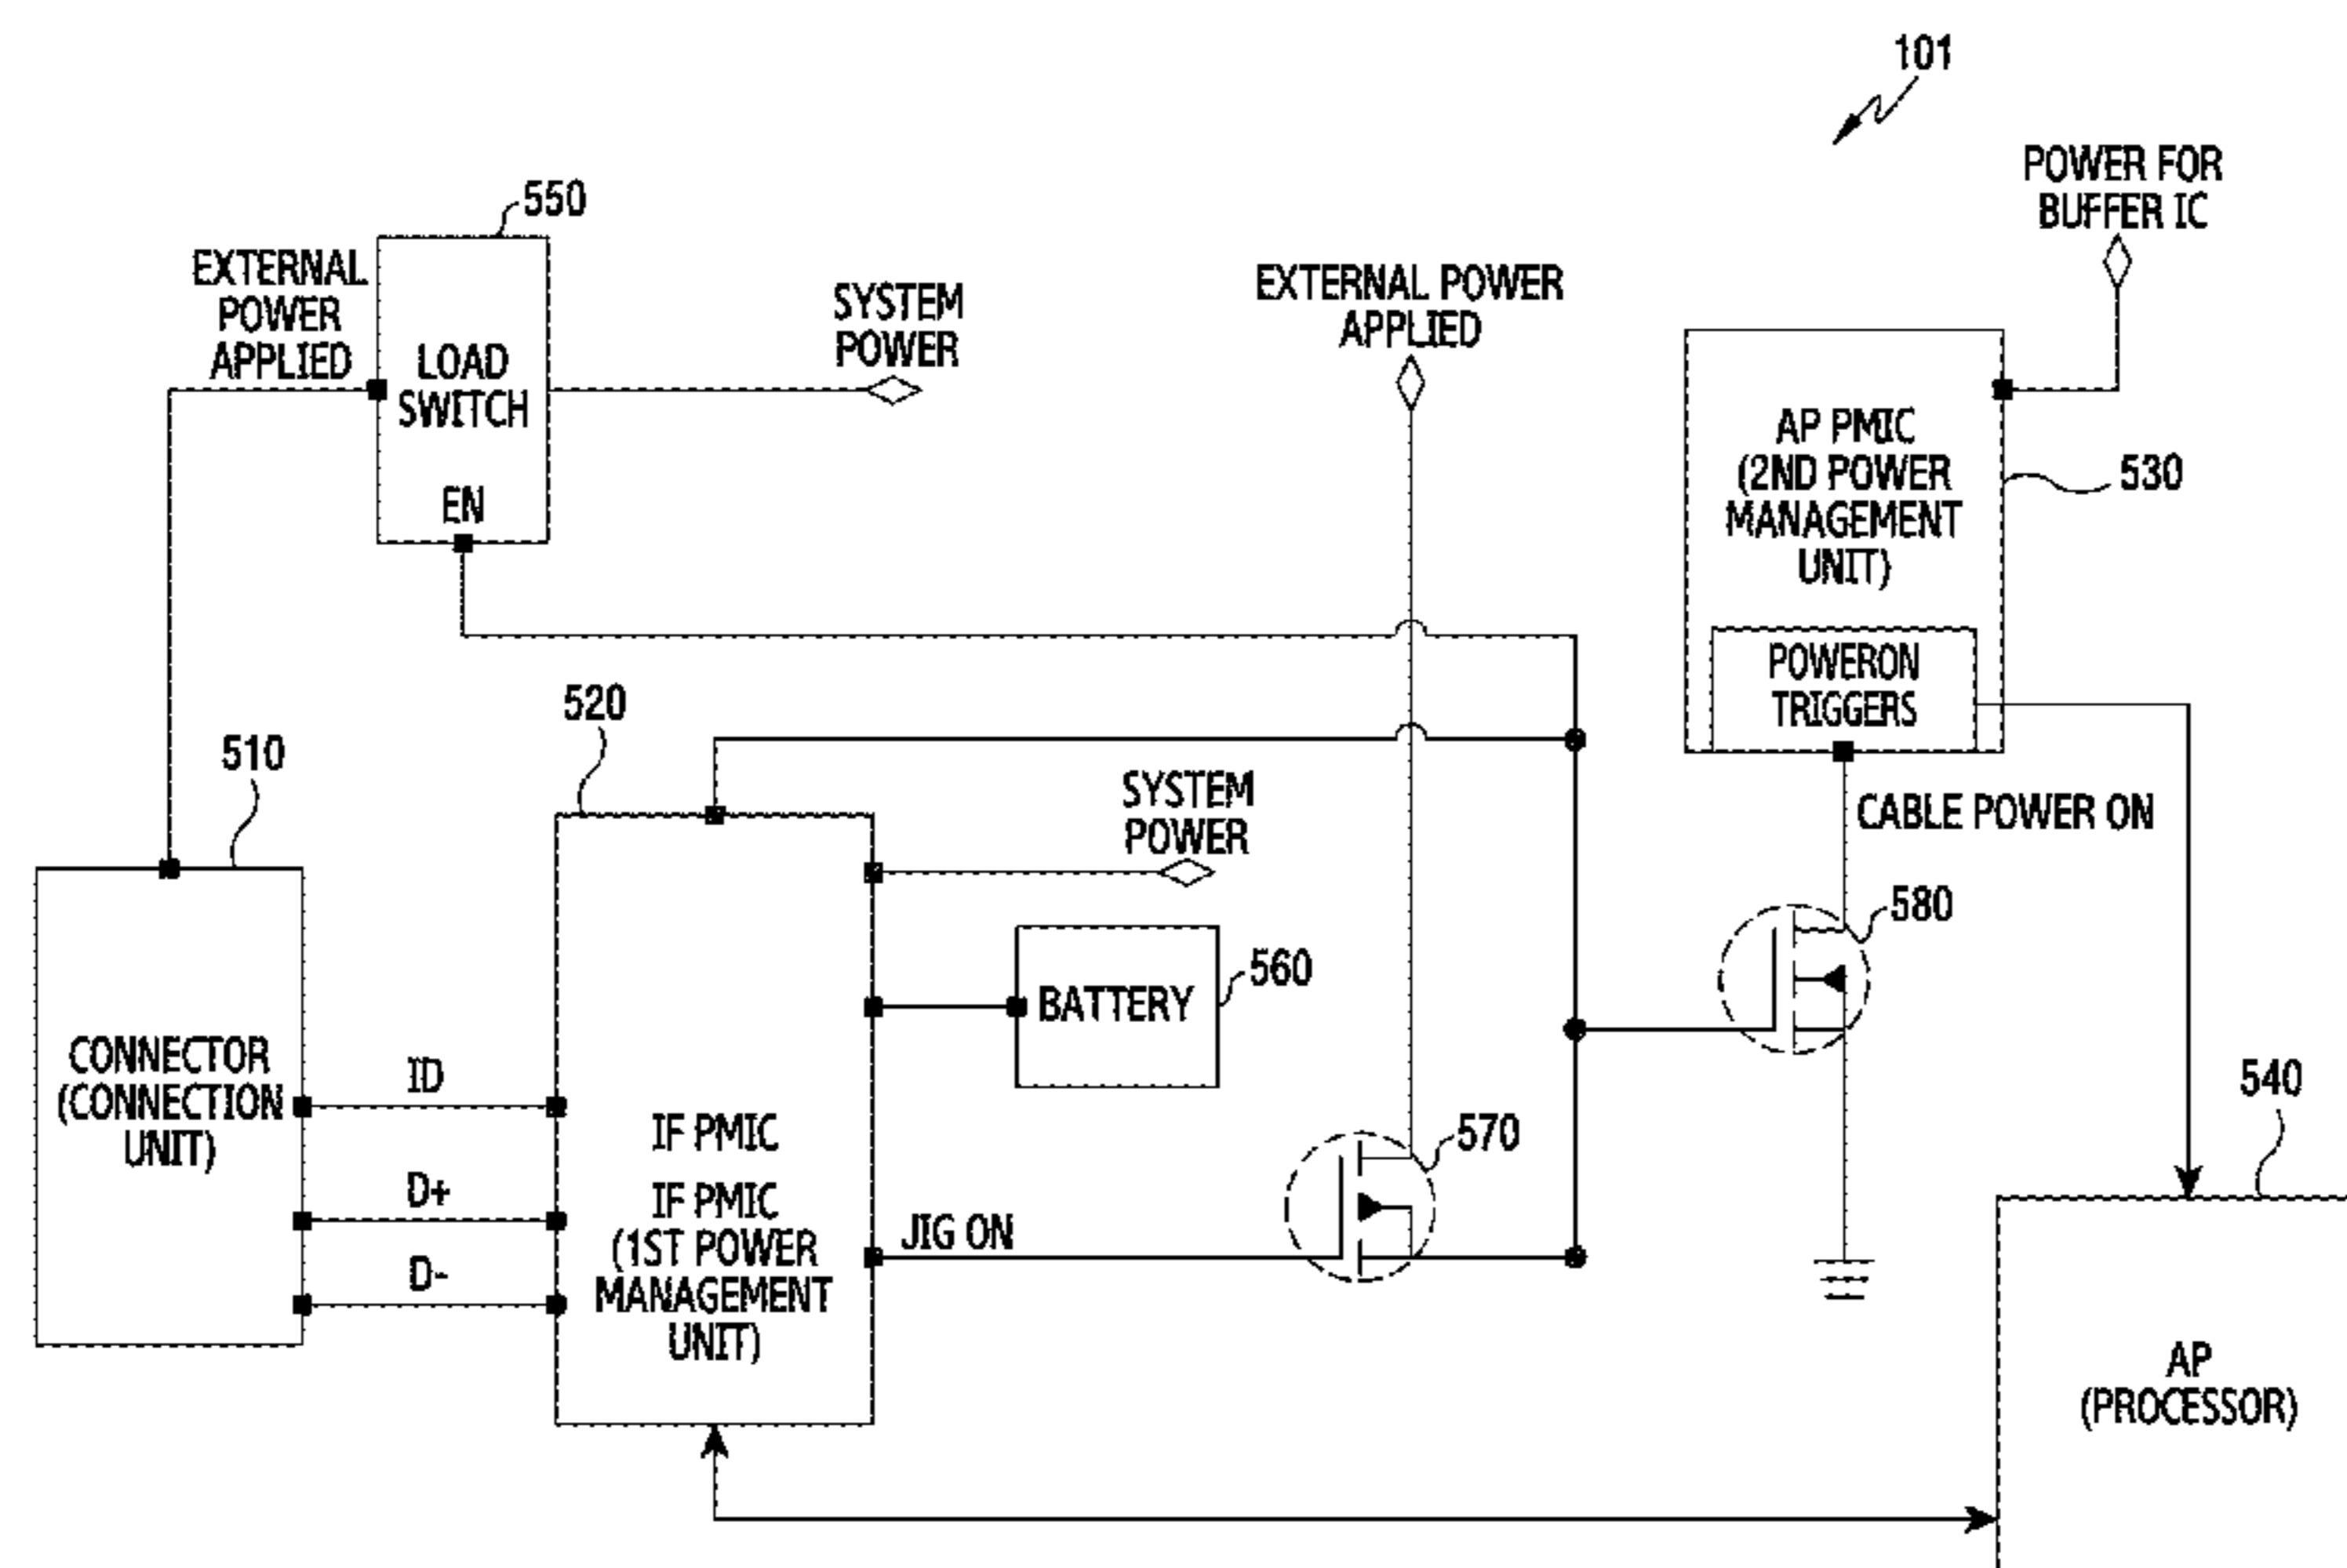 101
POWER FOR
BUFFER IC
550
EXTERNAL
POWER
APPLIED
LOAD
SWITCH
EN
SYSTEM
POWER
EXTERNAL POWER
APPLIED
AP PMIC
(2ND POWER
MANAGEMENT
UNIT)
530
POWERON
TRIGGERS
CABLE POWER ON
510
520
SYSTEM
POWER
580
BATTERY
560
CONNECTOR
(CONNECTION
UNIT)
ID
D+
D-
IF PMIC
IF PMIC
(1ST POWER
MANAGEMENT
UNIT)
JIG ON
570
540
AP
(PROCESSOR)